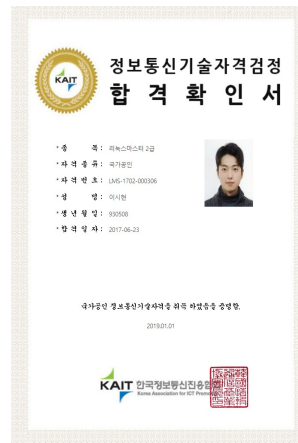 KAIT
정보통신기술자격검정
합격확인서
*종 목: 리눅스마스터 2급
*자격종류: 국가공인
*자격번호: LMS-1702-000306
*성 명: 이시현
*생년월일: 930508
*합격일자: 2017-06-23
국가공인 정보통신기술자격을 취득 하였음을 증명함.
2019.01.01
KAIT 한국정보통신진흥협
Korea Association for ICT Promo